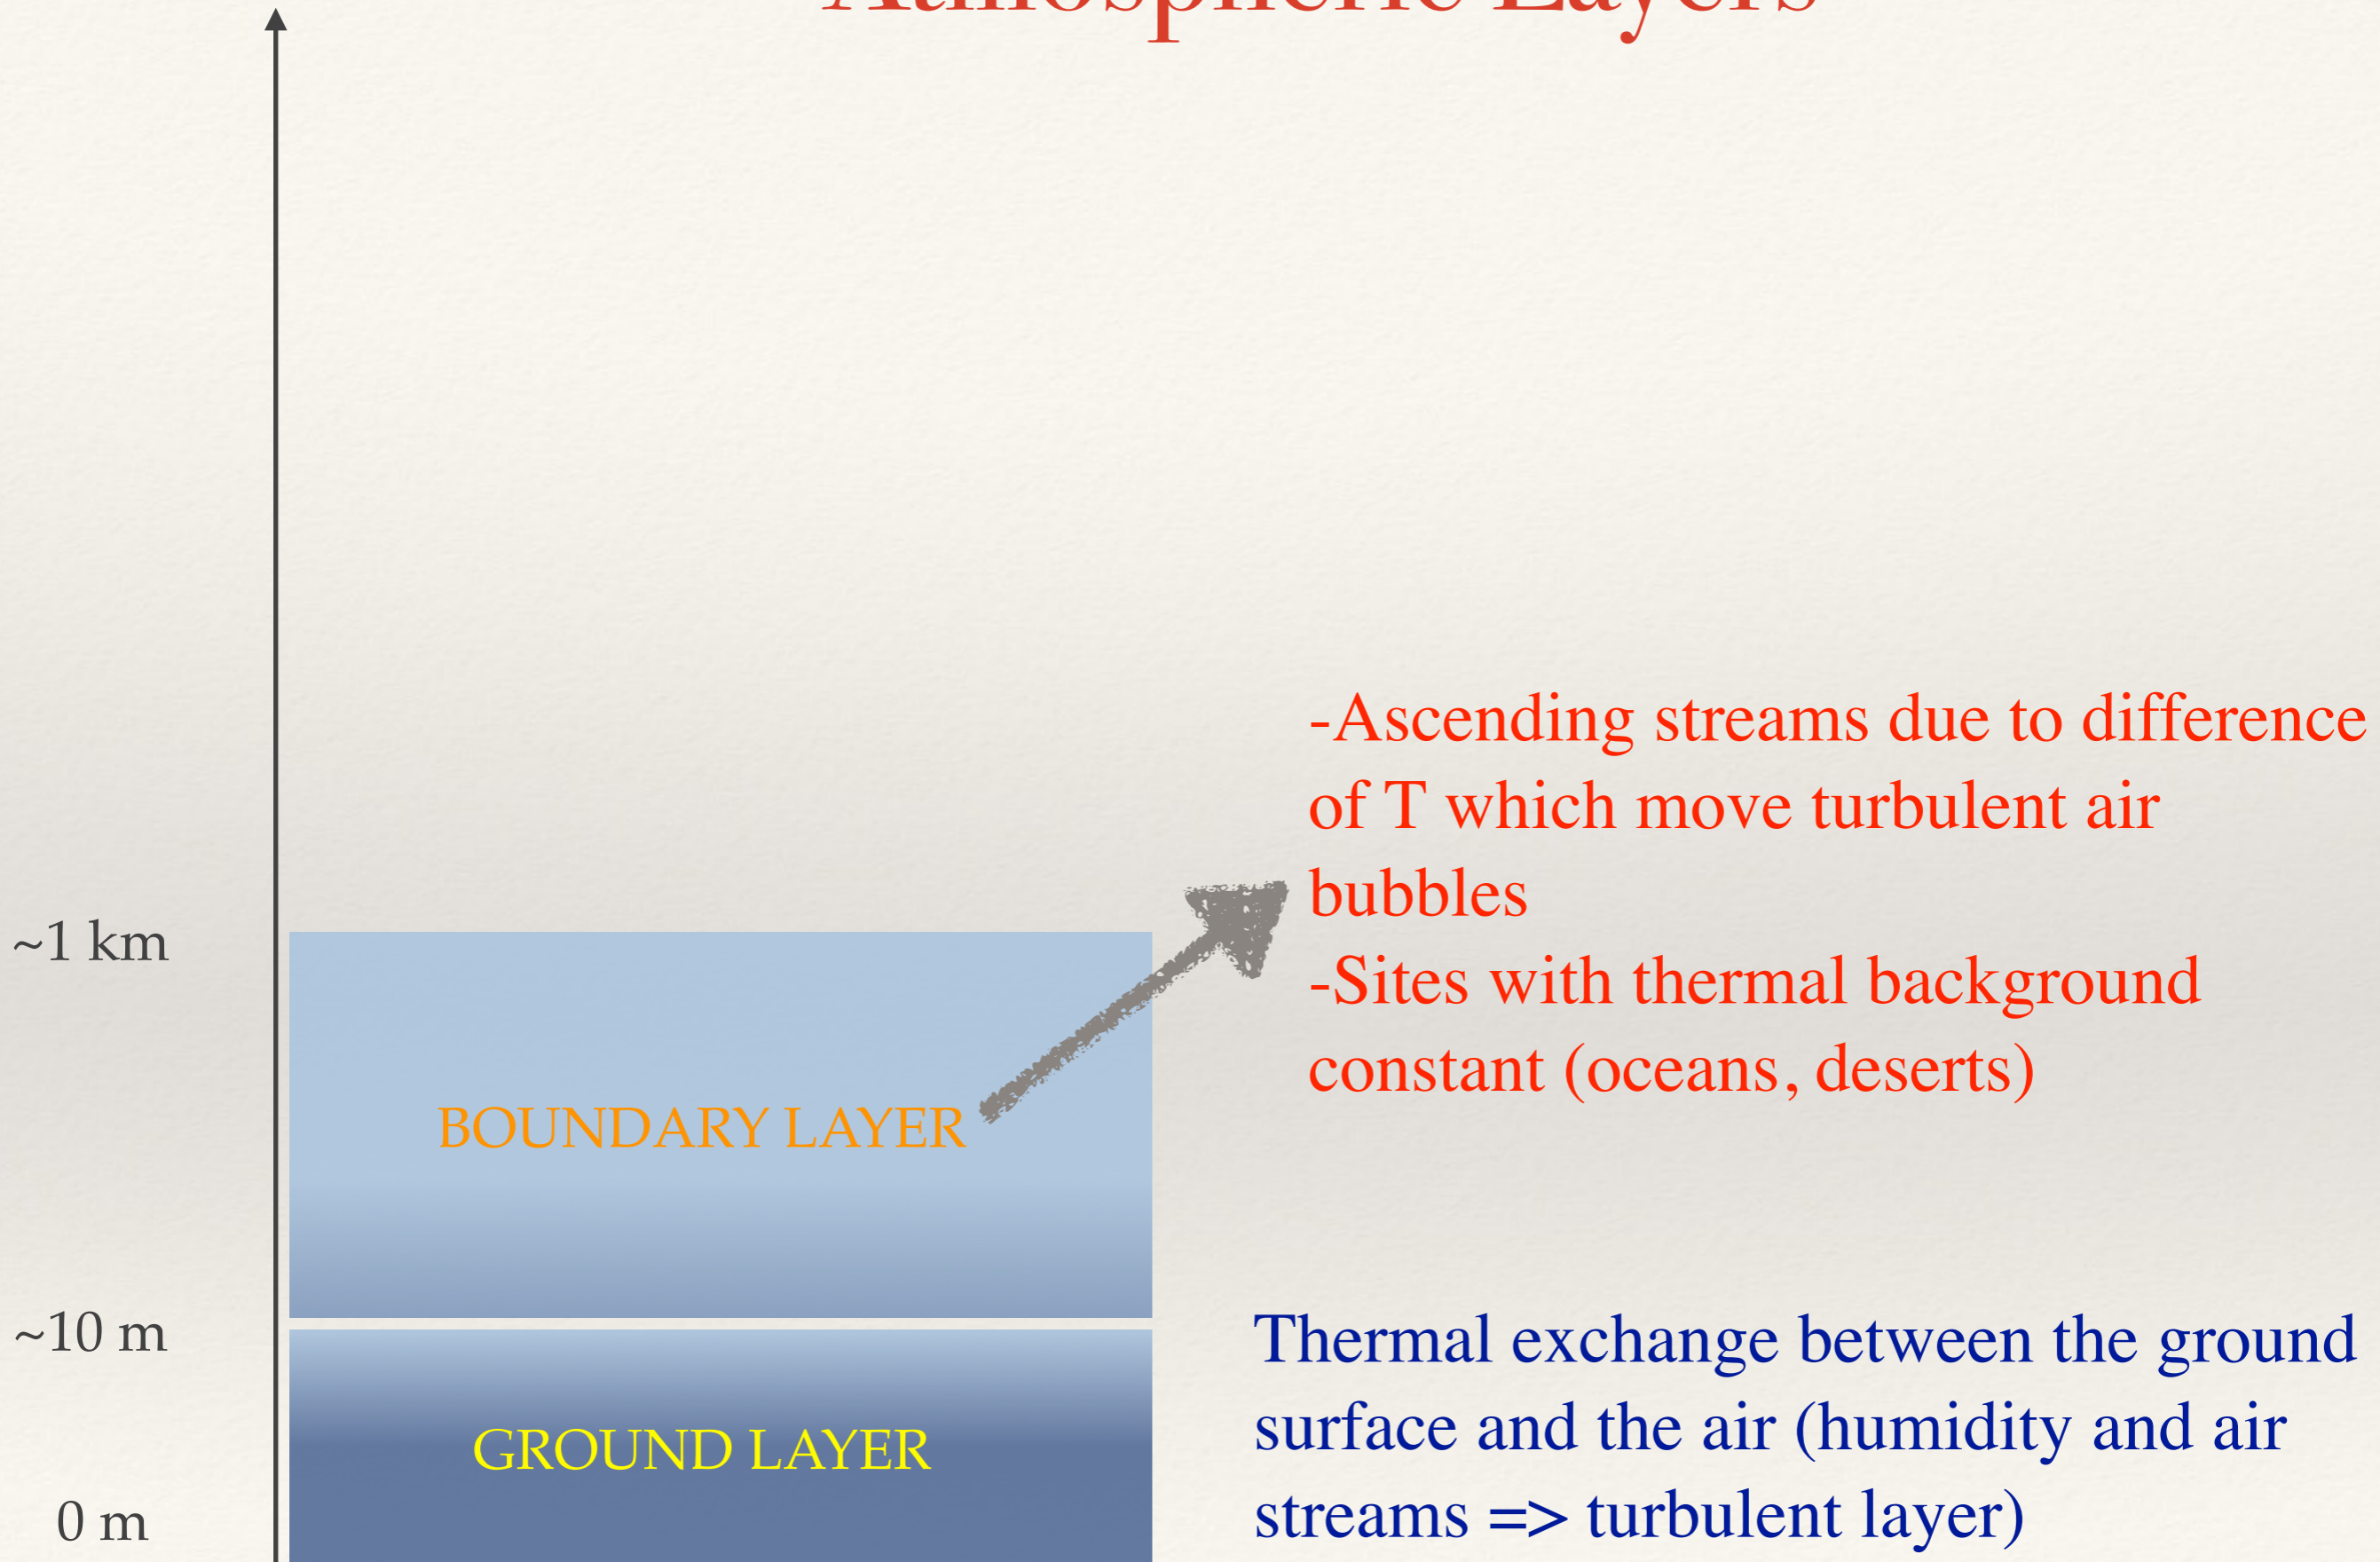 Atmospheric Layers
-Ascending streams due to difference
of T which move turbulent air
bubbles
~1 km
-Sites with thermal background
constant (oceans, deserts)
BOUNDARY LAYER
~10 m
Thermal exchange between the ground
surface and the air (humidity and air
GROUND LAYER
streams => turbulent layer)
0 m